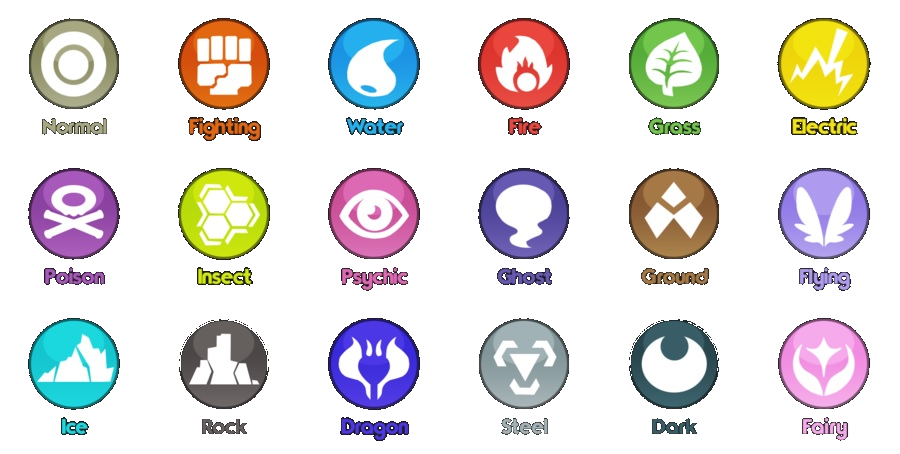 Normal Fighting Water Fire Grass Electric
Poison Insect Psychic Ghost Ground Flying
Ice Rock Dragon Steel Dark Fairy